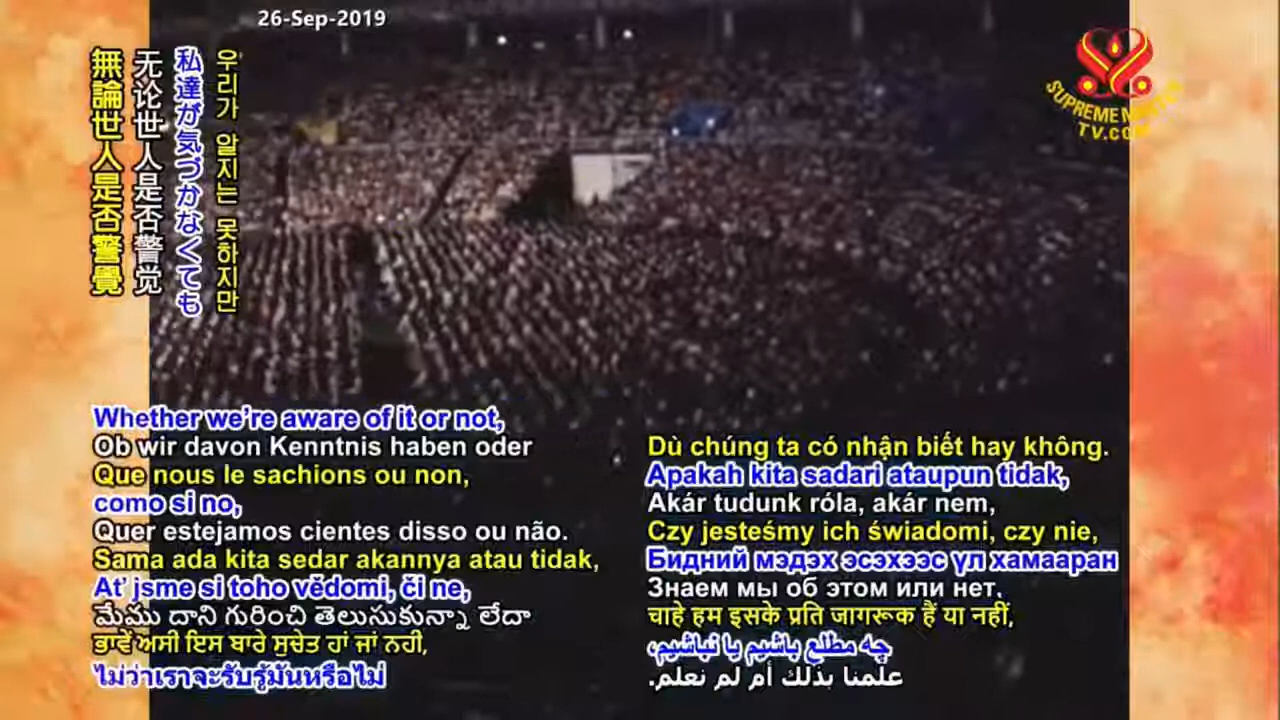 26-Sep-2019
우리가 알지는 못하지만
私達が気づかなくても
无论世人是否警觉
無論世人是否警覺
SUPREME MASTER
TV.COM
Whether we're aware of it or not,
Ob wir davon Kenntnis haben oder
Que nous le sachions ou non,
como si no,
Quer estejamos cientes disso ou não.
Sama ada kita sedar akannya atau tidak,
Ať jsme si toho vědomi, či ne,
మేము దాని గురించి తెలుసుకున్నా లేదా
ਭਾਵੇਂ ਅਸੀ ਇਸ ਬਾਰੇ ਸੁਚੇਤ ਹਾਂ ਜਾਂ ਨਹੀ,
ไม่ว่าเราจะรับรู้มันหรือไม่
Dù chúng ta có nhận biết hay không.
Apakah kita sadari ataupun tidak,
Akár tudunk róla, akár nem,
Czy jesteśmy ich świadomi, czy nie,
Бидний мэдэх эсэхээс үл хамааран
Знаем мы об этом или нет,
चाहे हम इसके प्रति जागरूक हैं या नहीं,
چه مطلع باشیم یا نباشیم،
علمنا بذلك أم لم نعلم.